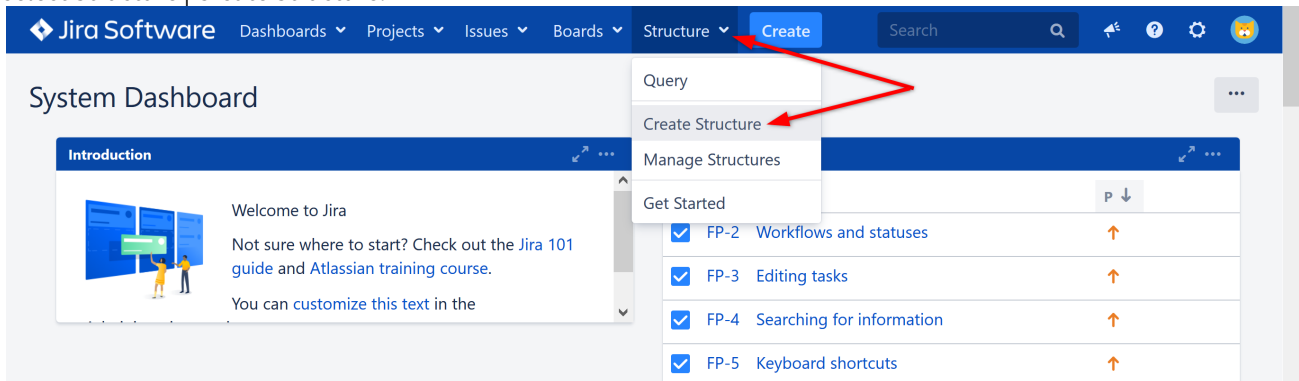 Jira Software Dashboards Projects Issues Boards Structure Create Search
Query
System Dashboard
Create Structure
Introduction
Manage Structures
Get Started
P
Welcome to Jira
Not sure where to start? Check out the Jira 101
guide and Atlassian training course.
You can customize this text in the
FP-2 Workflows and statuses
FP-3 Editing tasks
FP-4 Searching for information
FP-5 Keyboard shortcuts